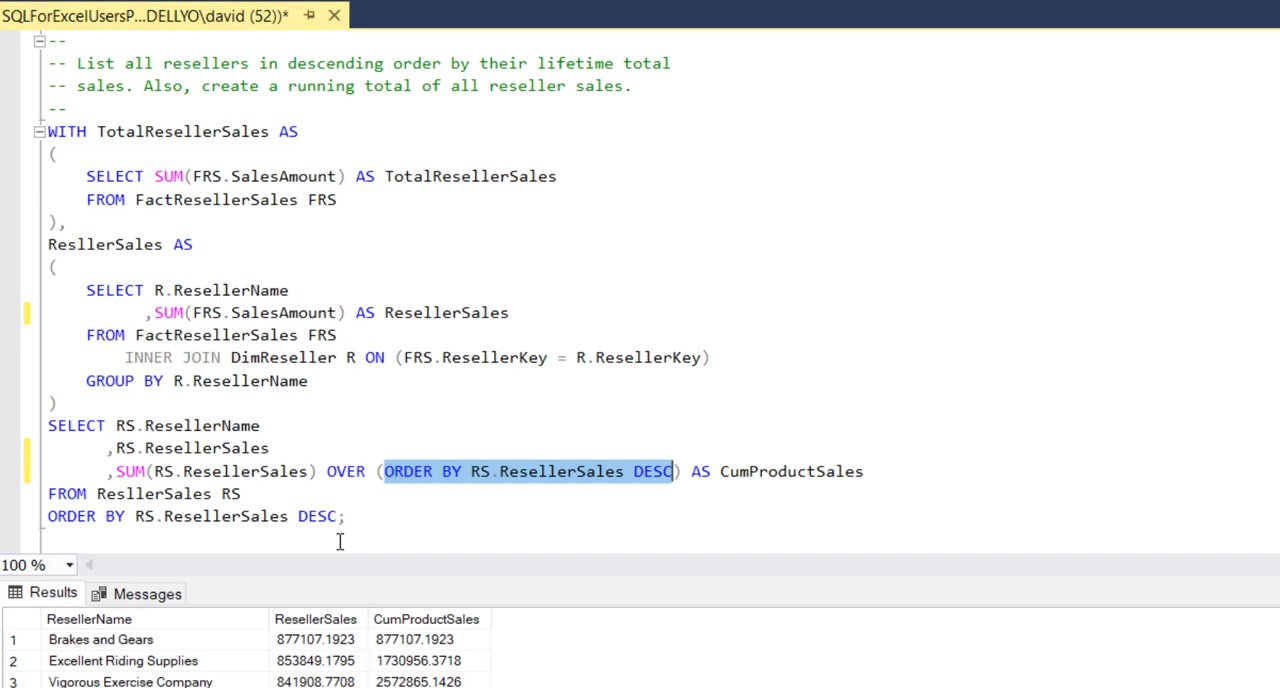 SQLForExcelUsersP...DELLYO\david (52))*
--
-- List all resellers in descending order by their lifetime total
-- sales. Also, create a running total of all reseller sales.
--
WITH TotalResellerSales AS
(
SELECT SUM(FRS.SalesAmount) AS TotalResellerSales
FROM FactResellerSales FRS
),
ResllerSales AS
(
SELECT R.ResellerName
,SUM(FRS.SalesAmount) AS ResellerSales
FROM FactResellerSales FRS
INNER JOIN DimReseller R ON (FRS.ResellerKey = R.ResellerKey)
GROUP BY R.ResellerName
)
SELECT RS.ResellerName
,RS.ResellerSales
,SUM(RS.ResellerSales) OVER (ORDER BY RS.ResellerSales DESC) AS CumProductSales
FROM ResllerSales RS
ORDER BY RS.ResellerSales DESC;
100 %
Results Messages
ResellerName ResellerSales CumProductSales
1 Brakes and Gears 877107.1923 877107.1923
2 Excellent Riding Supplies 853849.1795 1730956.3718
3 Vigorous Exercise Company 841908.7708 2572865.1426